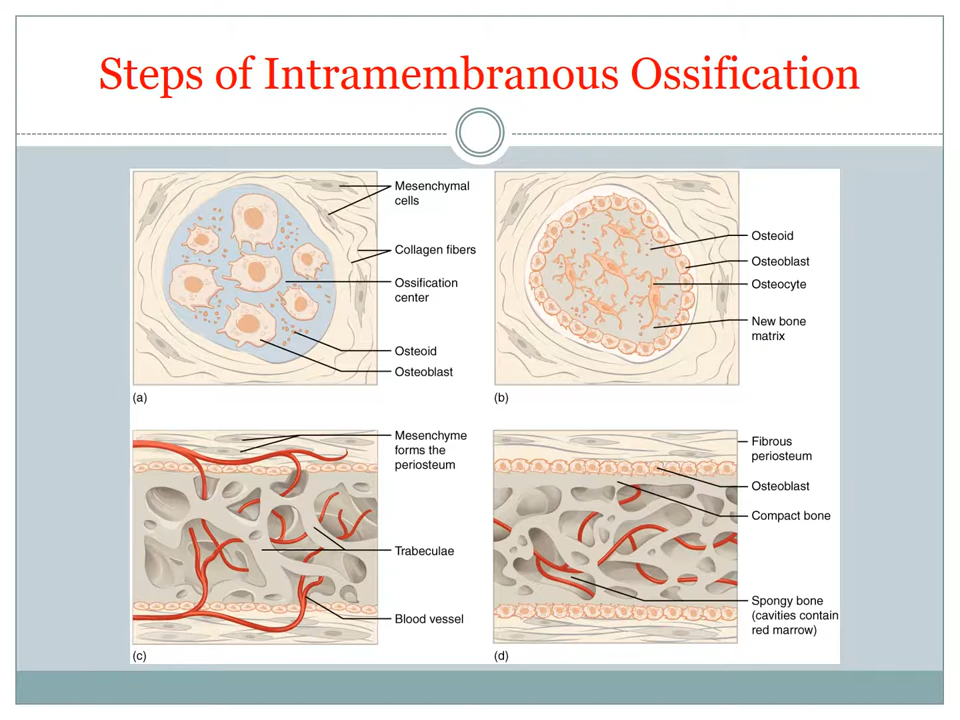 Steps of Intramembranous Ossification
Mesenchymal
cells
Collagen fibers
Ossification
center
Osteoid
Osteoblast
(a)
Osteoid
Osteoblast
Osteocyte
New bone
matrix
(b)
Mesenchyme
forms the
periosteum
Trabeculae
Blood vessel
(c)
Fibrous
periosteum
Osteoblast
Compact bone
Spongy bone
(cavities contain
red marrow)
(d)